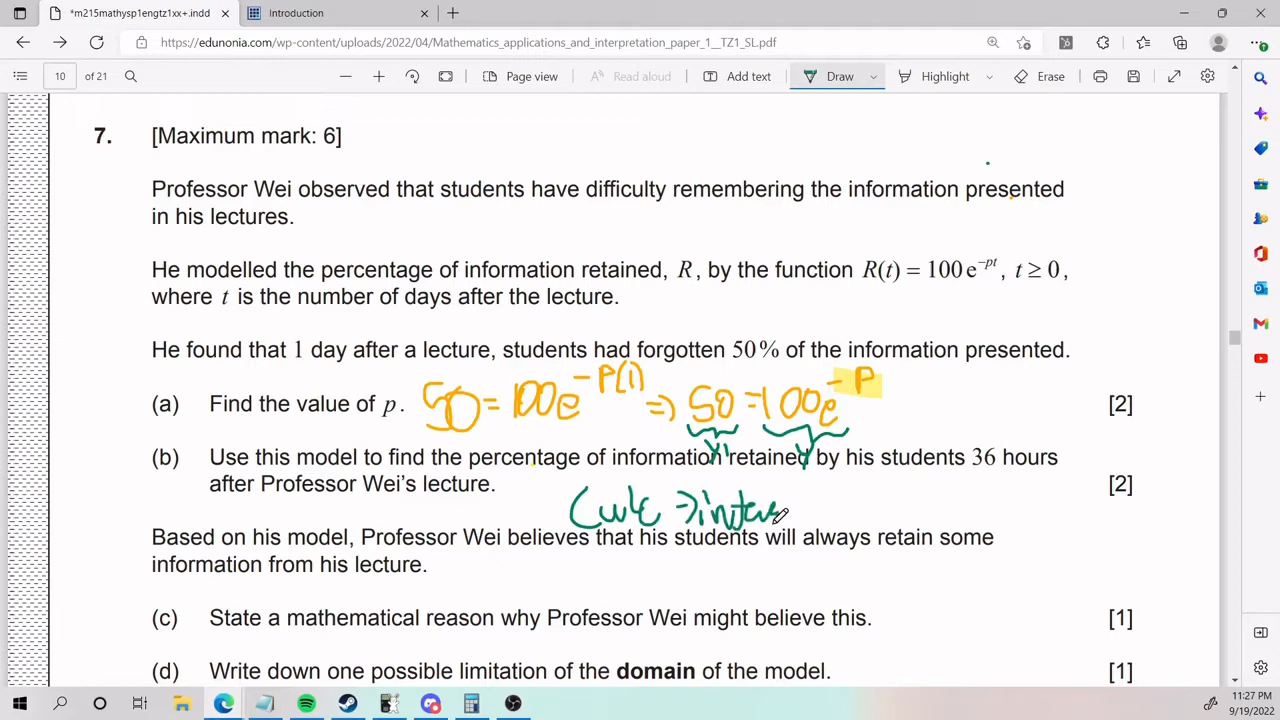 *m215mathysp1engtz1xx+.indd
Introduction
https://edunonia.com/wp-content/uploads/2022/04/Mathematics_applications_and_interpretation_paper_1__TZ1_SL.pdf
10 of 21
Page view
Read aloud
Add text
Draw
Highlight
Erase
7. [Maximum mark: 6]
Professor Wei observed that students have difficulty remembering the information presented
in his lectures.
He modelled the percentage of information retained, R, by the function R(t) = 100e^−pt, t ≥ 0,
where t is the number of days after the lecture.
He found that 1 day after a lecture, students had forgotten 50% of the information presented.
(a) Find the value of p. [2]
50 = 100e^-P(1) => 50 = 100e^-P
(b) Use this model to find the percentage of information retained by his students 36 hours
after Professor Wei's lecture. [2]
Based on his model, Professor Wei believes that his students will always retain some
information from his lecture.
(c) State a mathematical reason why Professor Wei might believe this. [1]
(d) Write down one possible limitation of the domain of the model. [1]
11:27 PM
9/19/2022